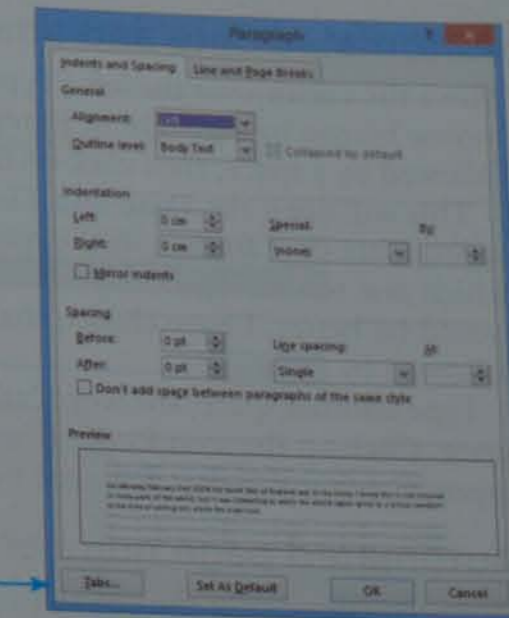 Paragraph ?
Indents and Spacing Line and Page Breaks
General
Alignment: Left
Outline level: Body Text Collapsed by default
Indentation
Left: 0 cm Special: By:
Right: 0 cm (none)
Mirror indents
Spacing
Before: 0 pt Line spacing: At:
After: 0 pt Single
Don't add space between paragraphs of the same style
Preview
Tabs... Set As Default OK Cancel